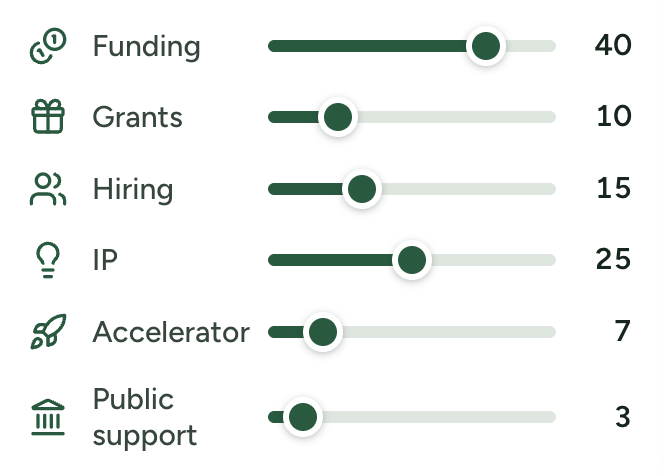 Funding 40
Grants 10
Hiring 15
IP 25
Accelerator 7
Public
support 3